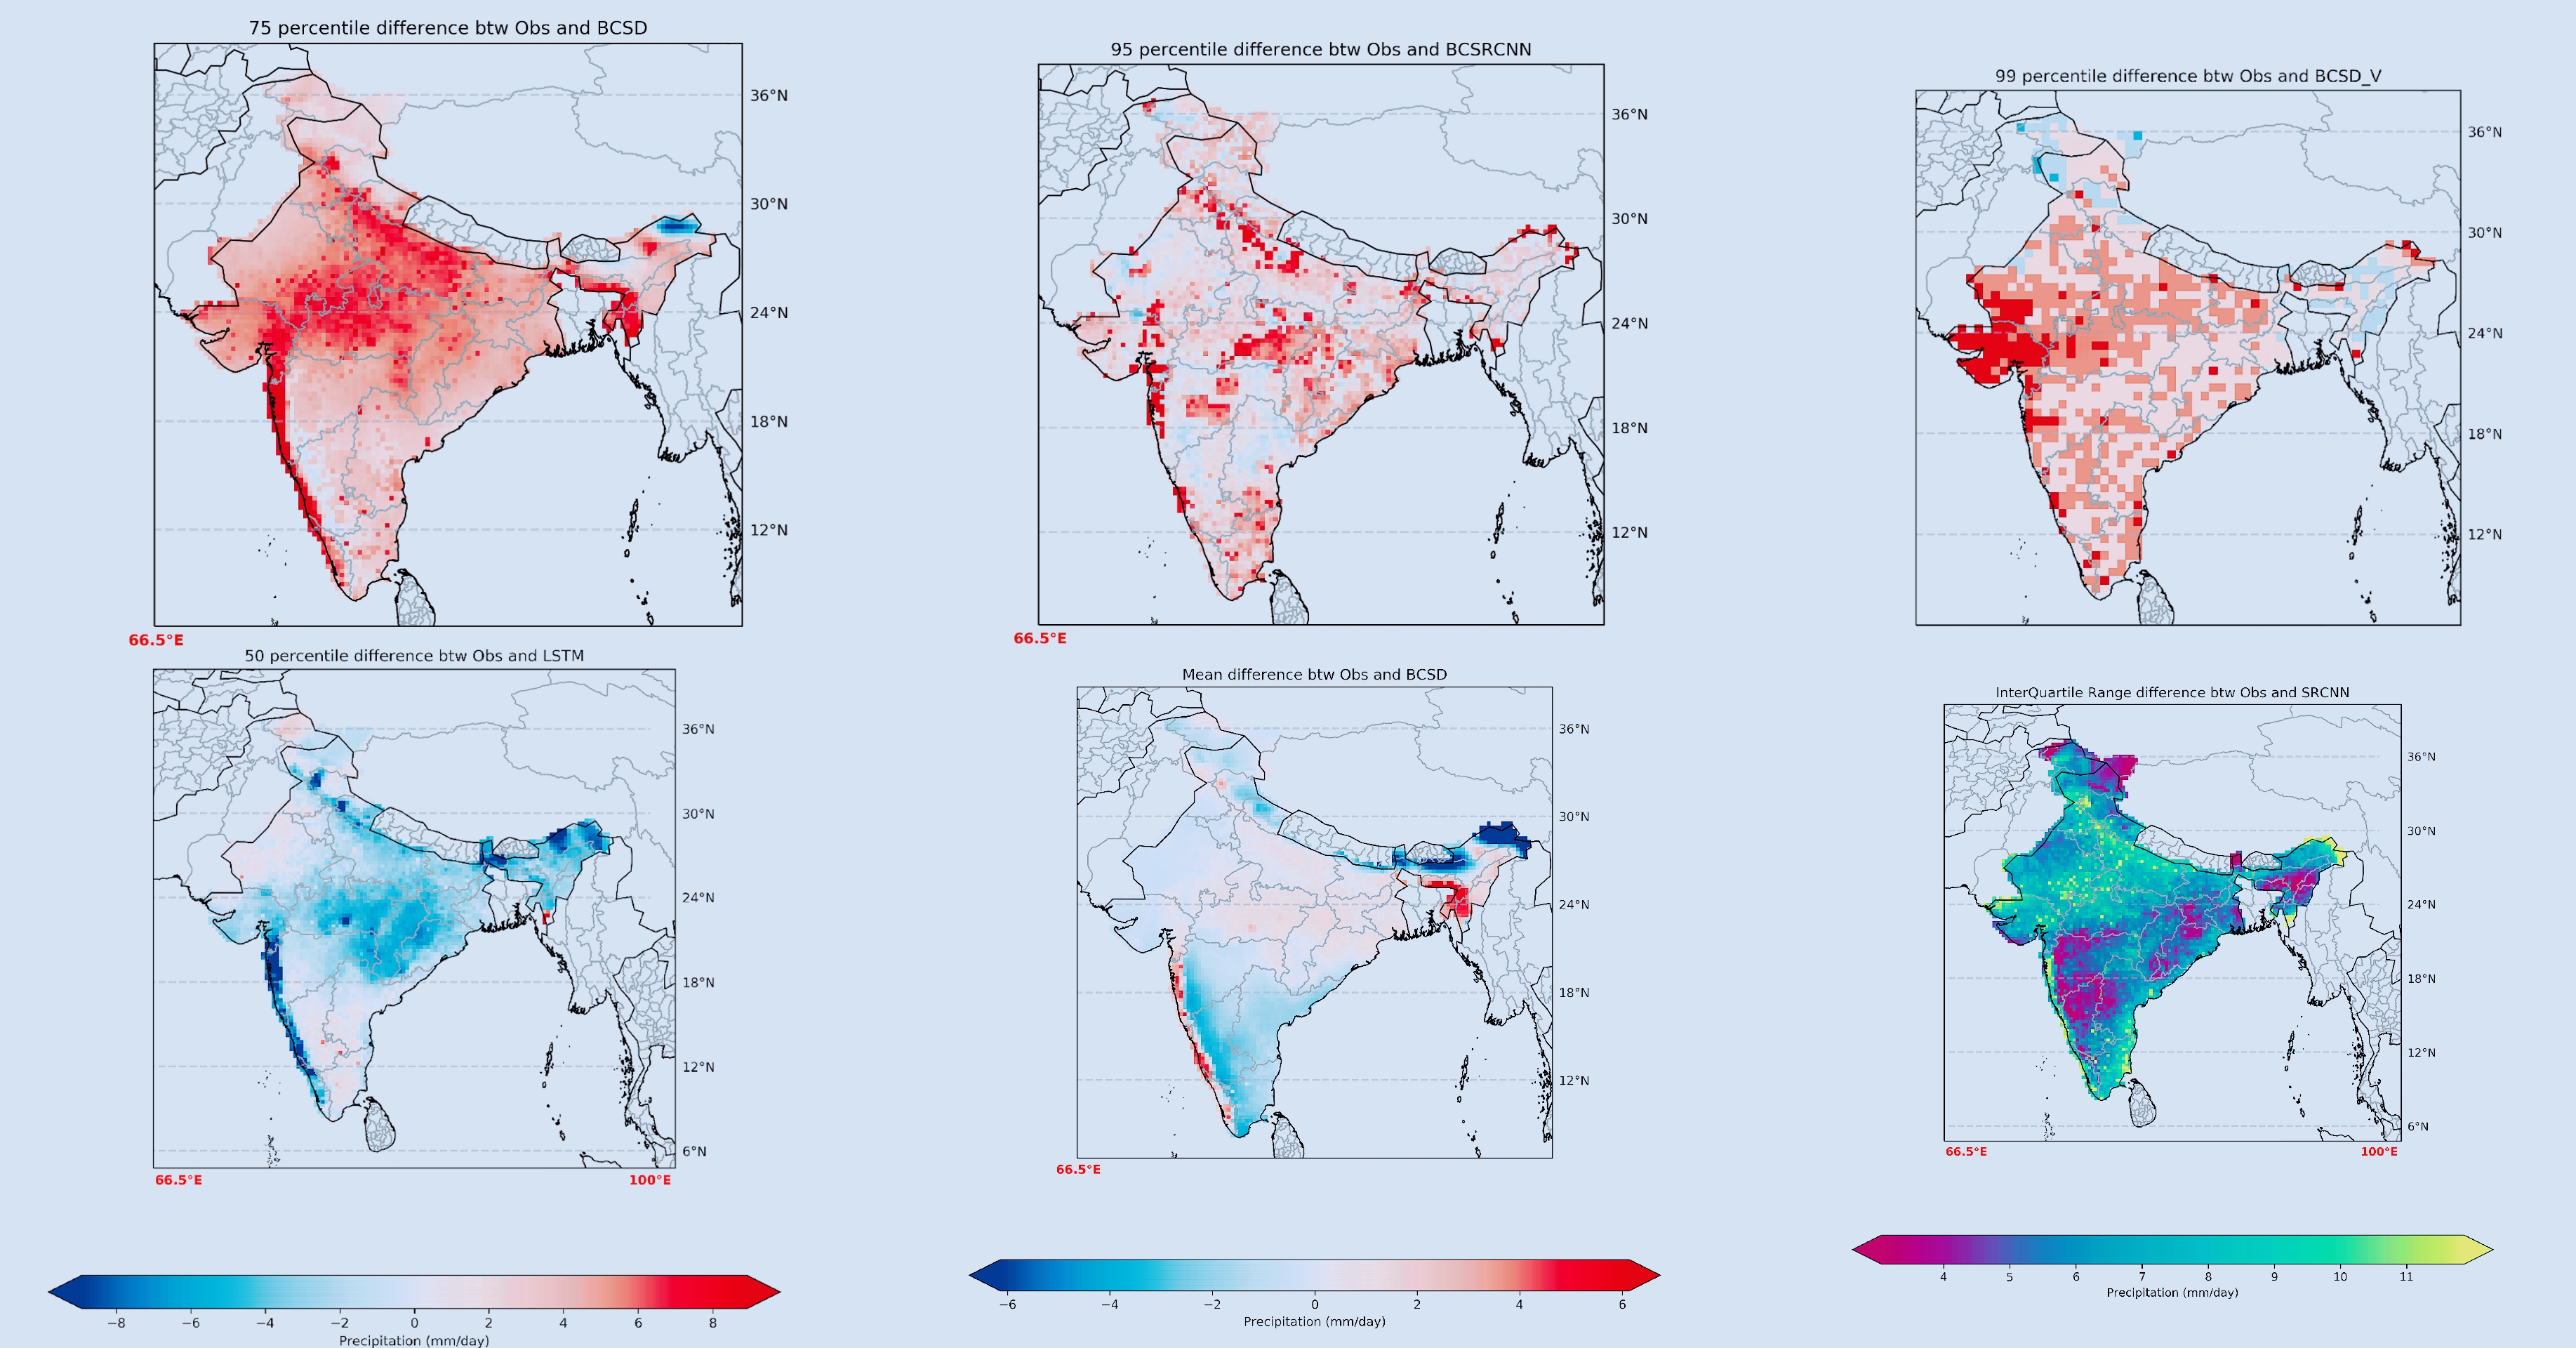 75 percentile difference btw Obs and BCSD
36°N
30°N
24°N
18°N
12°N
66.5°E
95 percentile difference btw Obs and BCSRCNN
36°N
30°N
24°N
18°N
12°N
66.5°E
99 percentile difference btw Obs and BCSD_V
36°N
30°N
24°N
18°N
12°N
50 percentile difference btw Obs and LSTM
36°N
30°N
24°N
18°N
12°N
6°N
66.5°E 100°E
Mean difference btw Obs and BCSD
36°N
30°N
24°N
18°N
12°N
66.5°E
InterQuartile Range difference btw Obs and SRCNN
36°N
30°N
24°N
18°N
12°N
6°N
66.5°E 100°E
−8 −6 −4 −2 0 2 4 6 8
Precipitation (mm/day)
−6 −4 −2 0 2 4 6
Precipitation (mm/day)
4 5 6 7 8 9 10 11
Precipitation (mm/day)